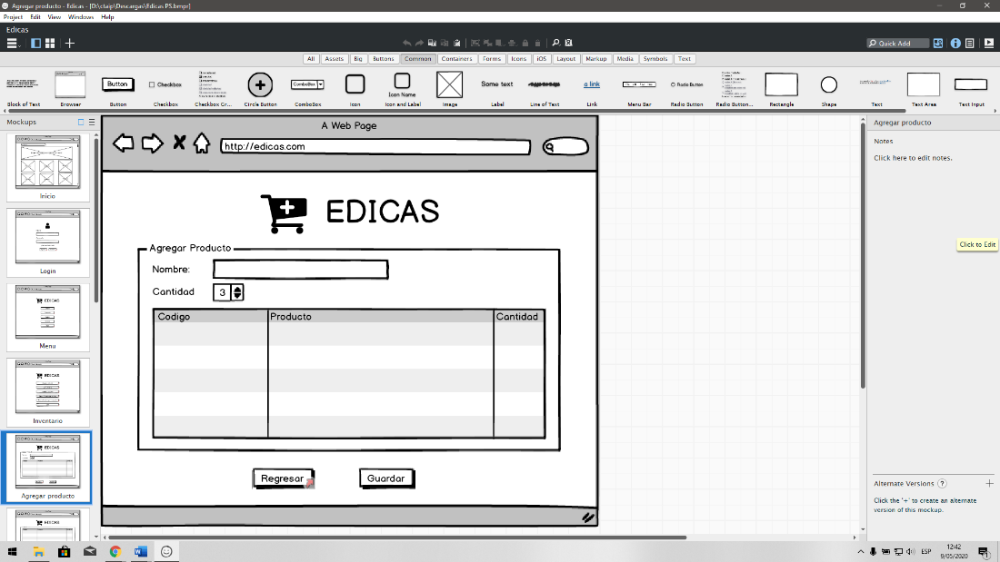 Agregar producto - Edicas - [D:\ctaip\Descargas\Edicas PS.bmpr]
Project Edit View Windows Help
Edicas
Quick Add
All Assets Big Buttons Common Containers Forms Icons iOS Layout Markup Media Symbols Text
Button Checkbox ComboBox Icon Name Some text a link Radio Button
Block of Text Browser Button Checkbox Checkbox Gr... Circle Button ComboBox Icon Icon and Label Image Label Line of Text Link Menu Bar Radio Button Radio Button... Rectangle Shape Text Text Area Text Input
Mockups
Inicio
Login
EDICAS
Menu
EDICAS
Inventario
EDICAS
Agregar producto
EDICAS
A Web Page
http://edicas.com
EDICAS
Agregar Producto
Nombre:
Cantidad 3
Codigo Producto Cantidad
Regresar Guardar
Agregar producto
Notes
Click here to edit notes.
Click to Edit
Alternate Versions ?
Click the '+' to create an alternate
version of this mockup.
ESP
12:42
9/05/2020